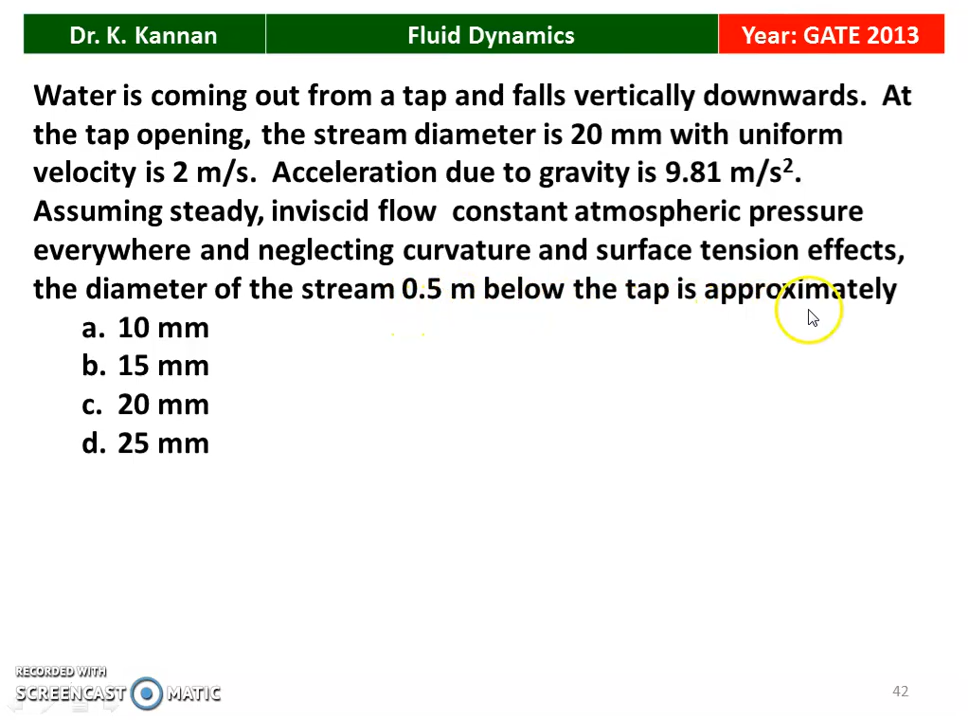 Dr. K. Kannan
Fluid Dynamics
Year: GATE 2013
Water is coming out from a tap and falls vertically downwards. At
the tap opening, the stream diameter is 20 mm with uniform
velocity is 2 m/s. Acceleration due to gravity is 9.81 m/s².
Assuming steady, inviscid flow constant atmospheric pressure
everywhere and neglecting curvature and surface tension effects,
the diameter of the stream 0.5 m below the tap is approximately
a. 10 mm
b. 15 mm
c. 20 mm
d. 25 mm
RECORDED WITH
SCREENCAST MATIC
42